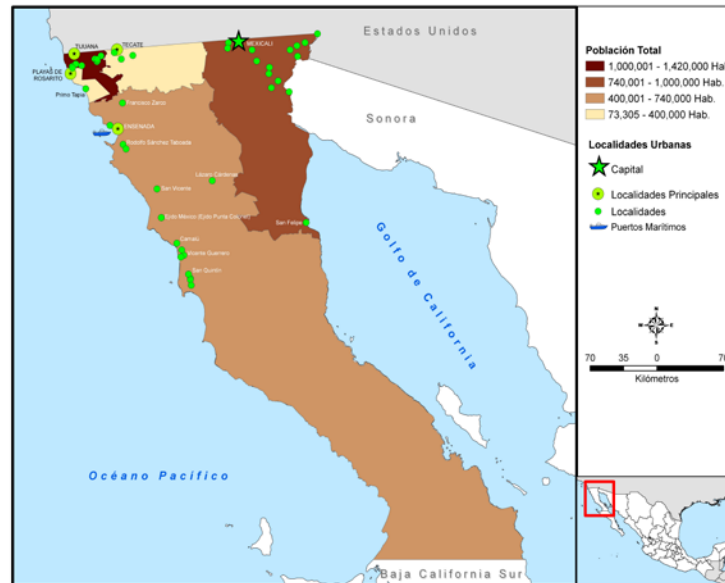 Estados Unidos
TIJUANA
TECATE
MEXICALI
PLAYAS DE
ROSARITO
Primo Tapia
Francisco Zarco
Sonora
ENSENADA
Rodolfo Sánchez Taboada
Lázaro Cárdenas
San Vicente
Ejido México (Ejido Punta Colonet)
San Felipe
Camalú
Vicente Guerrero
San Quintín
Golfo de California
Océano Pacífico
Baja California Sur
Población Total
1,000,001 - 1,420,000 Hab.
740,001 - 1,000,000 Hab.
400,001 - 740,000 Hab.
73,305 - 400,000 Hab.
Localidades Urbanas
Capital
Localidades Principales
Localidades
Puertos Marítimos
N
W E
S
70 35 0 70
Kilómetros